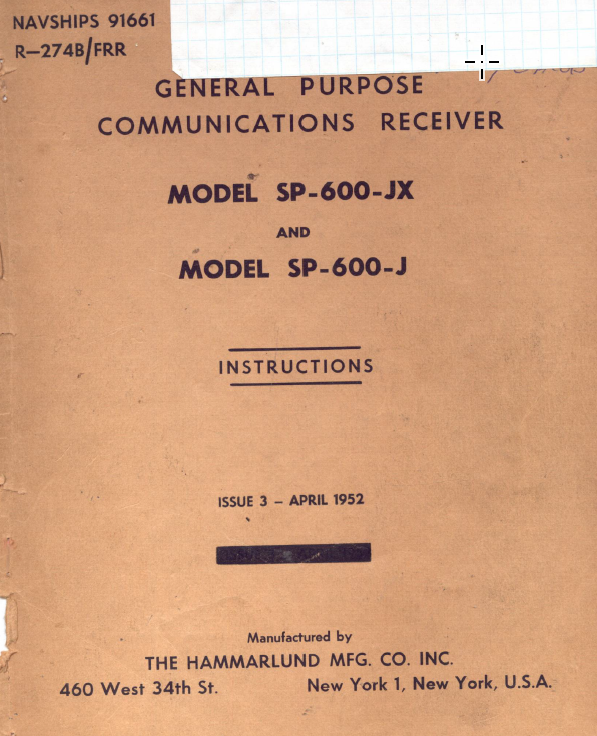 NAVSHIPS 91661
R-274B/FRR
GENERAL PURPOSE
COMMUNICATIONS RECEIVER
MODEL SP-600-JX
AND
MODEL SP-600-J
INSTRUCTIONS
ISSUE 3 – APRIL 1952
Manufactured by
THE HAMMARLUND MFG. CO. INC.
460 West 34th St. New York 1, New York, U.S.A.